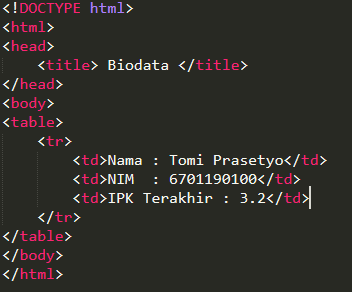 <!DOCTYPE html>
<html>
<head>
    <title> Biodata </title>
</head>
<body>
<table>
    <tr>
        <td>Nama : Tomi Prasetyo</td>
        <td>NIM  : 6701190100</td>
        <td>IPK Terakhir : 3.2</td>
    </tr>
</table>
</body>
</html>